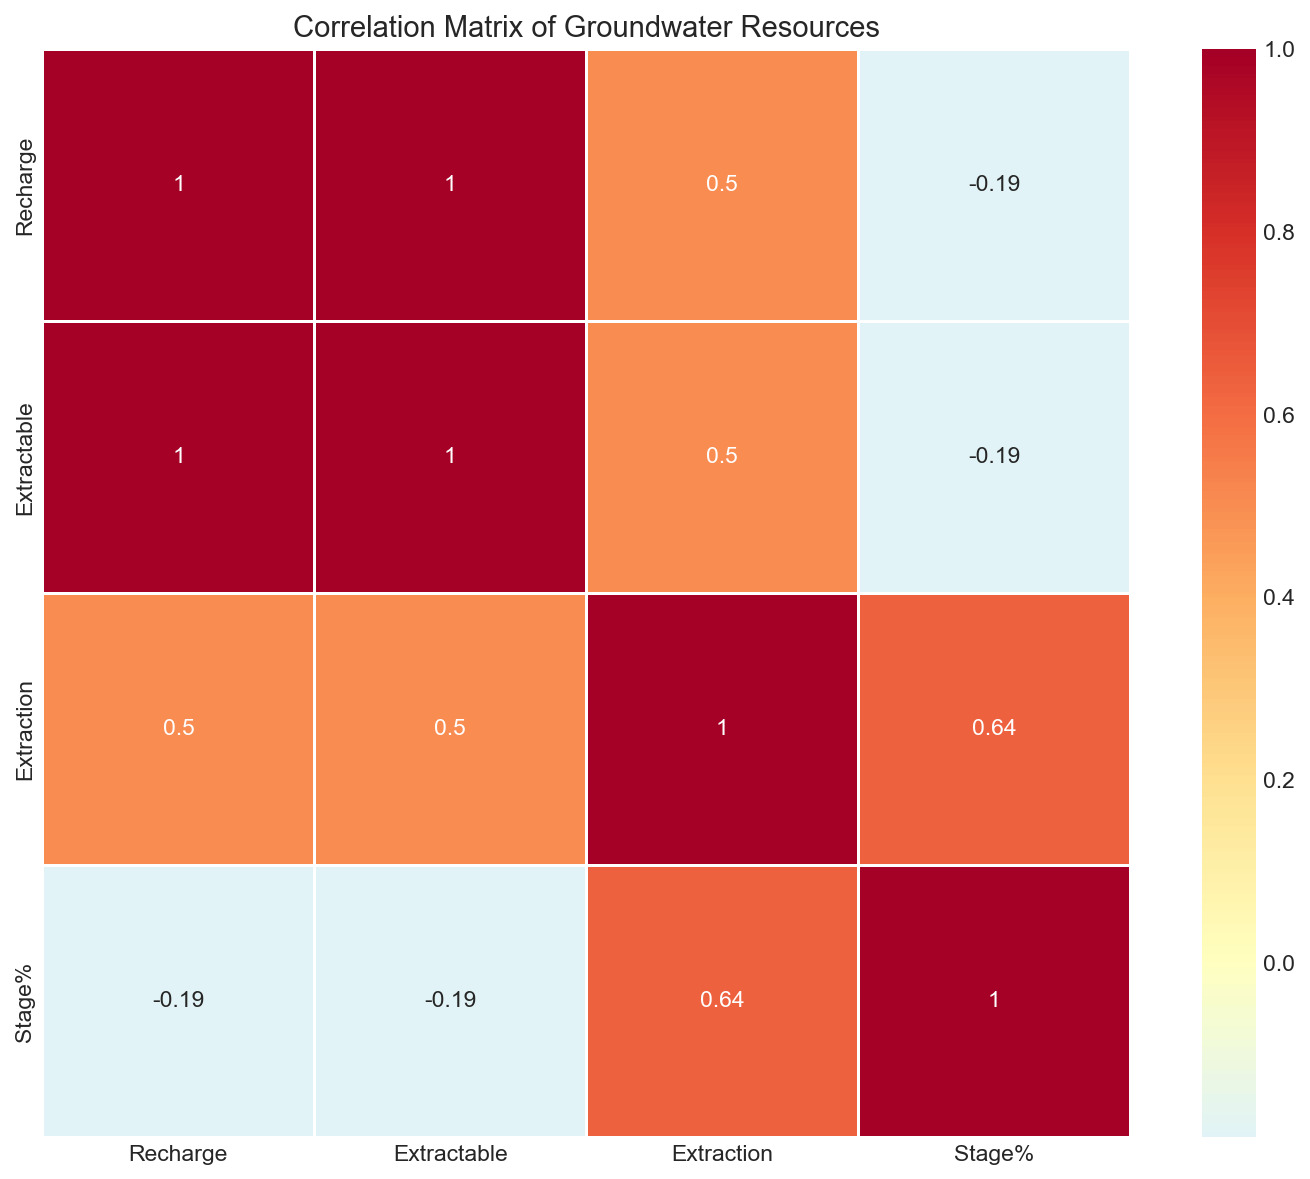 Correlation Matrix of Groundwater Resources
Recharge 1 1 0.5 -0.19
Extractable 1 1 0.5 -0.19
Extraction 0.5 0.5 1 0.64
Stage% -0.19 -0.19 0.64 1
Recharge Extractable Extraction Stage%
1.0
0.8
0.6
0.4
0.2
0.0